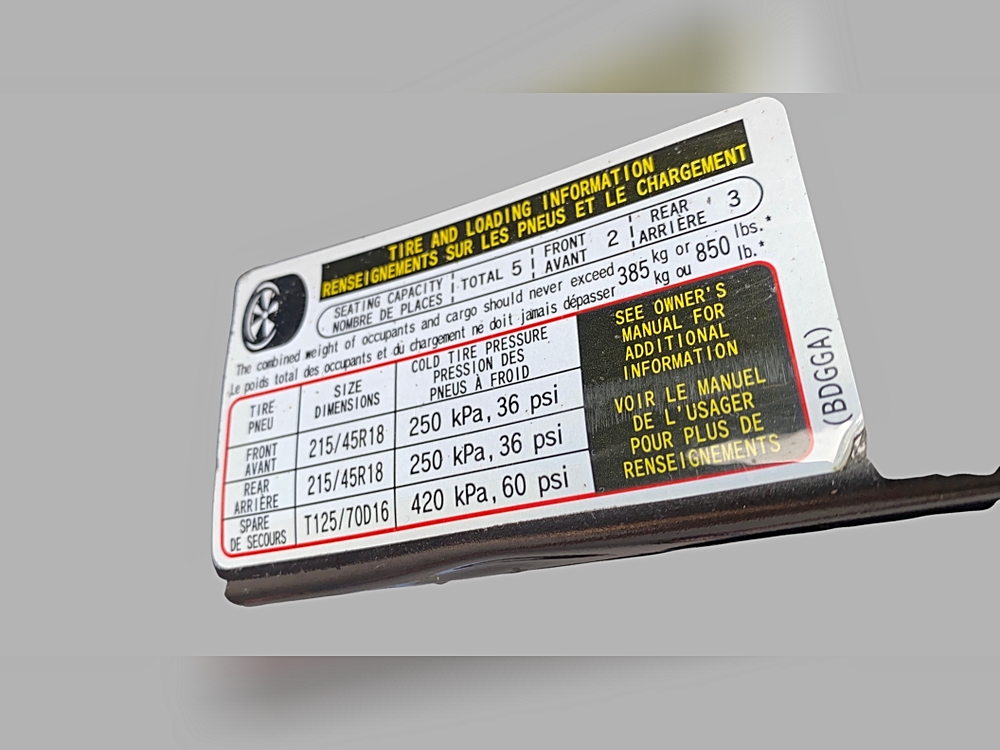 TIRE AND LOADING INFORMATION
RENSEIGNEMENTS SUR LES PNEUS ET LE CHARGEMENT
SEATING CAPACITY
NOMBRE DE PLACES
TOTAL 5
FRONT
AVANT
2
REAR
ARRIÈRE
3
The combined weight of occupants and cargo should never exceed 385 kg or 850 lbs.*
Le poids total des occupants et du chargement ne doit jamais dépasser kg ou lb.*
TIRE
PNEU
SIZE
DIMENSIONS
COLD TIRE PRESSURE
PRESSION DES
PNEUS À FROID
FRONT
AVANT
215/45R18
250 kPa, 36 psi
REAR
ARRIÈRE
215/45R18
250 kPa, 36 psi
SPARE
DE SECOURS
T125/70D16
420 kPa, 60 psi
SEE OWNER'S
MANUAL FOR
ADDITIONAL
INFORMATION
VOIR LE MANUEL
DE L'USAGER
POUR PLUS DE
RENSEIGNEMENTS
(BDGGA)